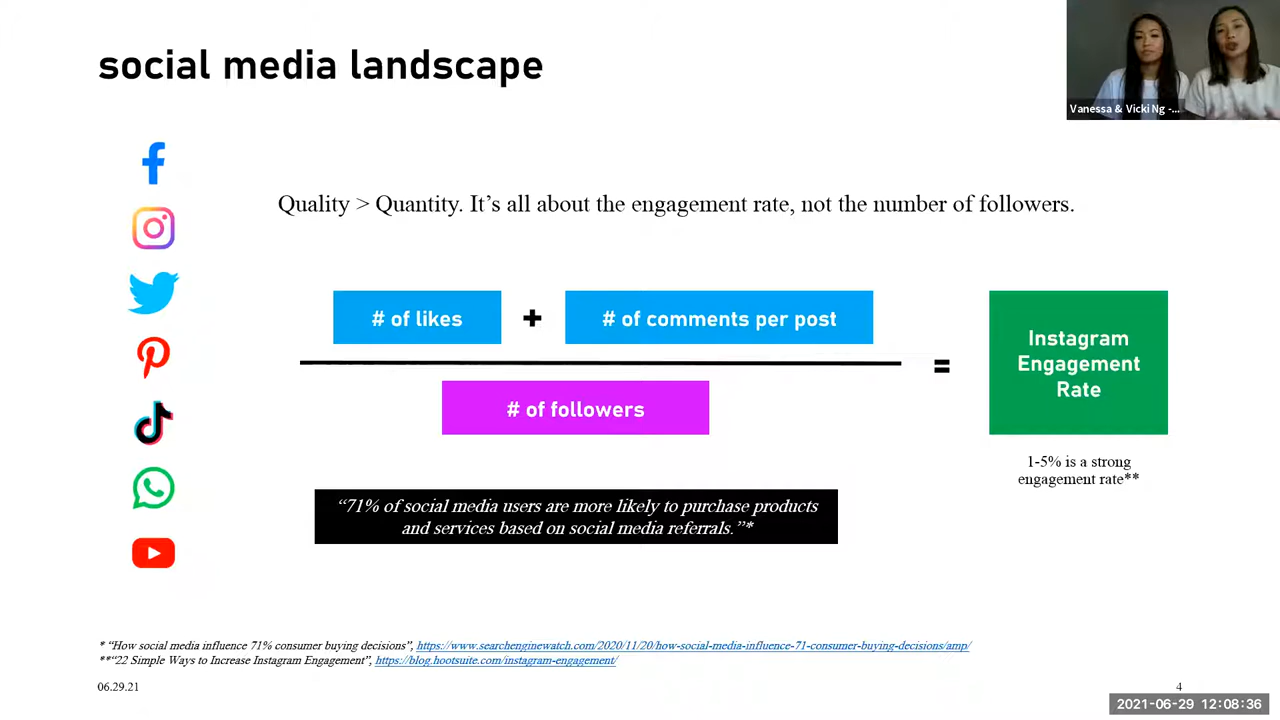 social media landscape
Vanessa & Vicki Ng -...
Quality > Quantity. It’s all about the engagement rate, not the number of followers.
# of likes + # of comments per post
# of followers
=
Instagram
Engagement
Rate
1-5% is a strong
engagement rate**
“71% of social media users are more likely to purchase products
and services based on social media referrals.”*
* “How social media influence 71% consumer buying decisions”, https://www.searchenginewatch.com/2020/11/20/how-social-media-influence-71-consumer-buying-decisions/amp/
**“22 Simple Ways to Increase Instagram Engagement”, https://blog.hootsuite.com/instagram-engagement/
06.29.21
4
2021-06-29 12:08:36